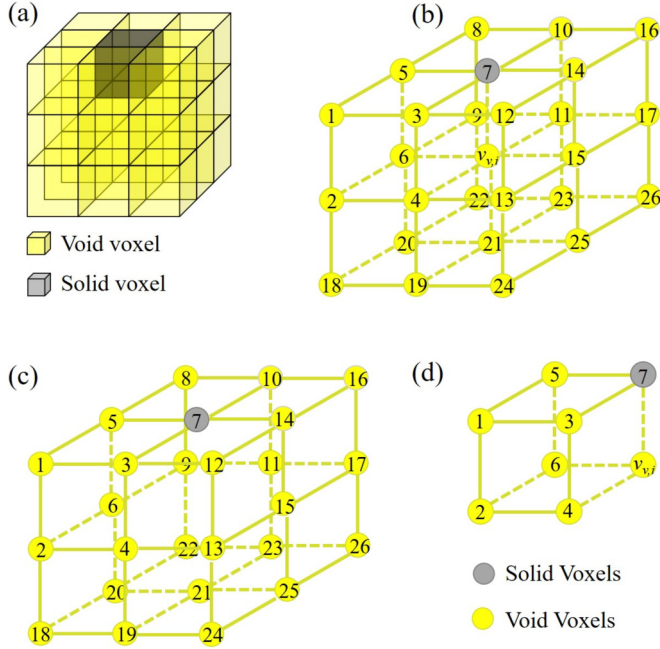 (a)
Void voxel
Solid voxel
(b)
8 10 16
5 7 14
1 3 9 12 11 17
6 v_{v,i} 15
2 4 22 13 23 26
20 21 25
18 19 24
(c)
8 10 16
5 7 14
1 3 9 12 11 17
6 15
2 4 22 13 23 26
20 21 25
18 19 24
(d)
5 7
1 3
6 v_{v,i}
2 4
Solid Voxels
Void Voxels